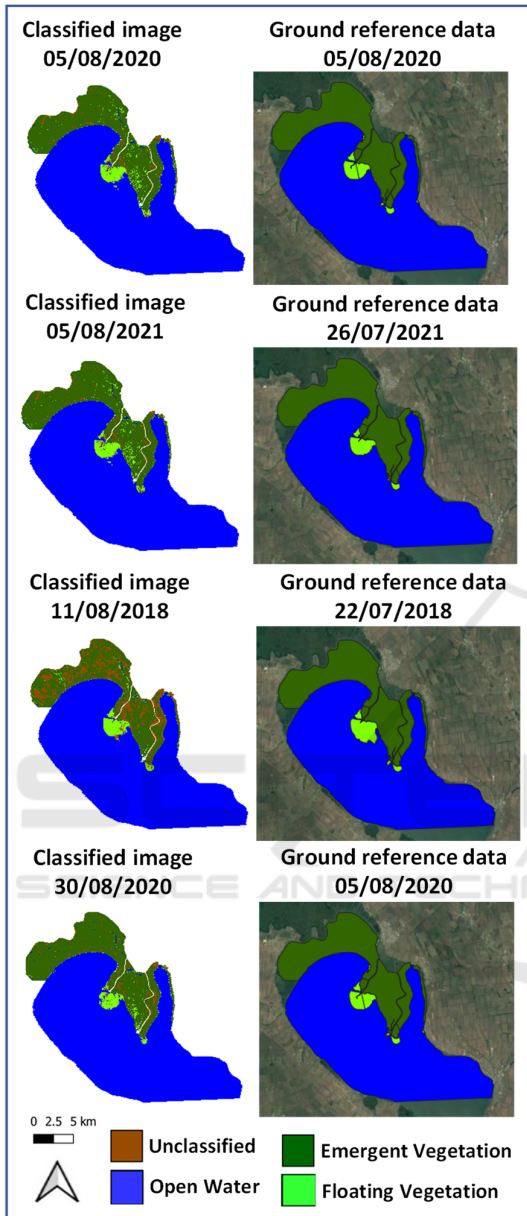 Classified image
05/08/2020
Ground reference data
05/08/2020
Classified image
05/08/2021
Ground reference data
26/07/2021
Classified image
11/08/2018
Ground reference data
22/07/2018
Classified image
30/08/2020
Ground reference data
05/08/2020
0 2.5 5 km
Unclassified
Emergent Vegetation
Open Water
Floating Vegetation